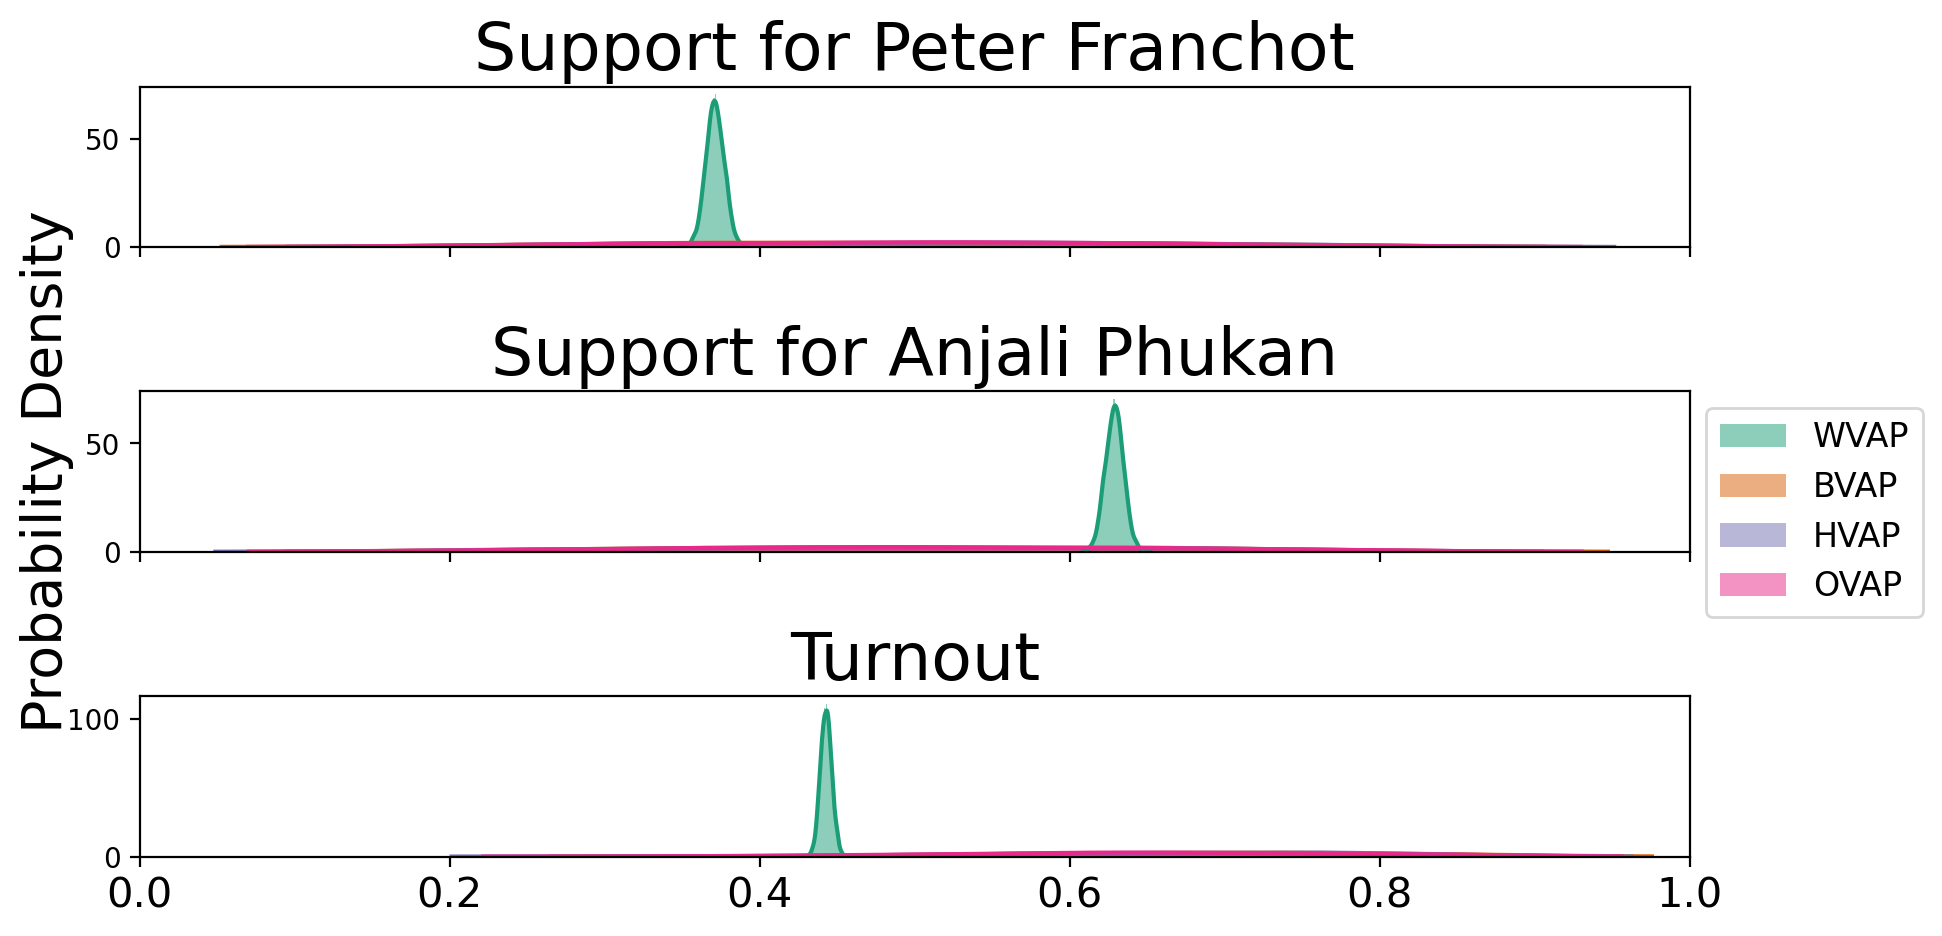 Support for Peter Franchot
50
0
Support for Anjali Phukan
50
0
Turnout
100
0
0.0 0.2 0.4 0.6 0.8 1.0
Probability Density
WVAP
BVAP
HVAP
OVAP